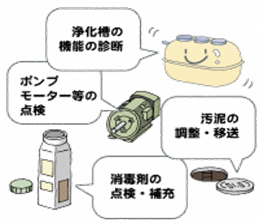 浄化槽の
機能の診断
ポンプ
モーター等の
点検
汚泥の
調整・移送
消毒剤の
点検・補充